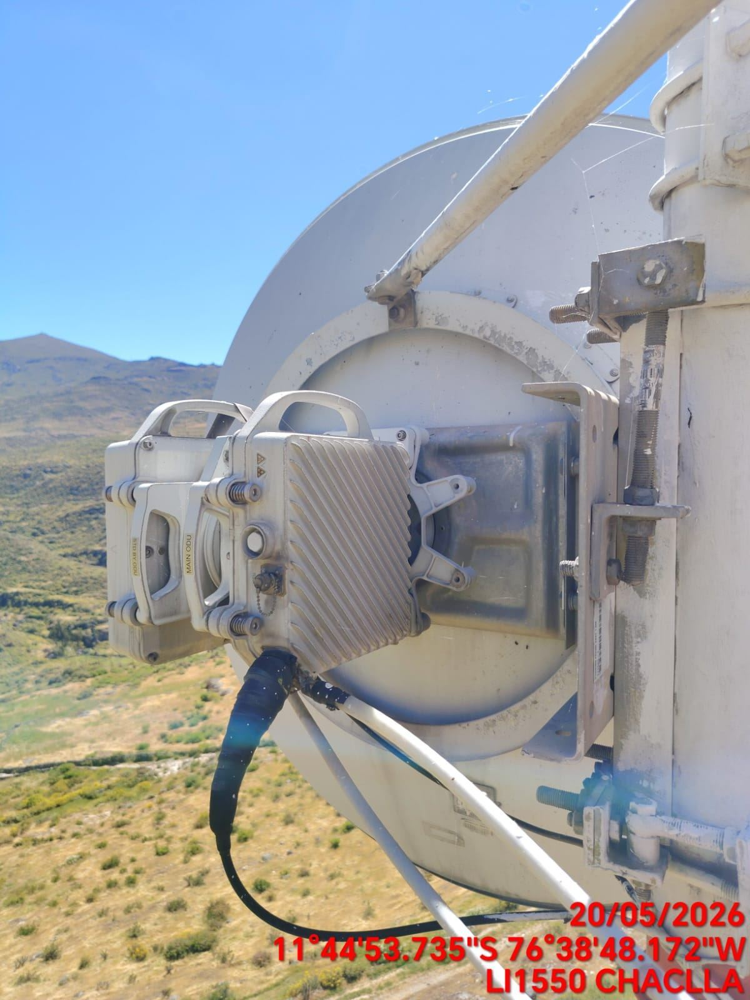 STD BY ODU
MAIN ODU
20/05/2026
11°44'53.735"S 76°38'48.172"W
LI1550 CHACLLA